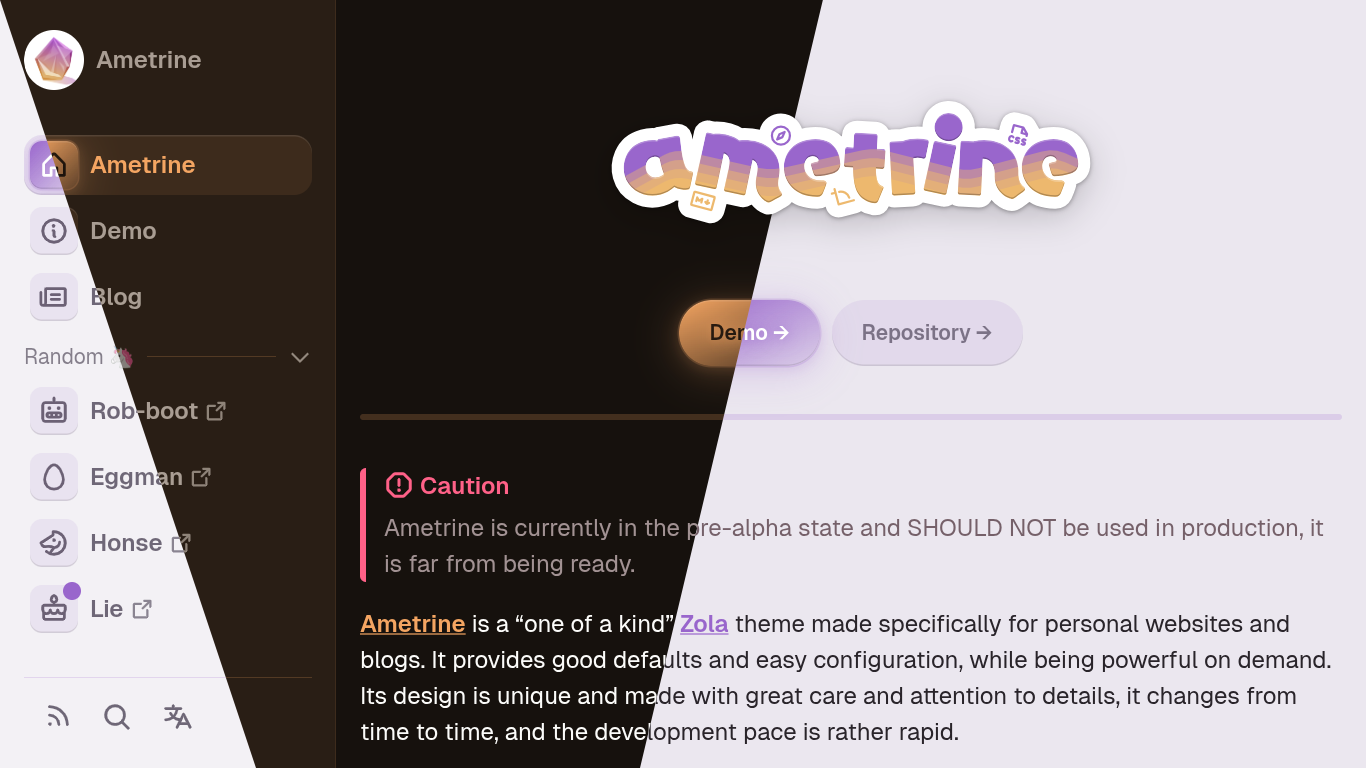 Ametrine
Ametrine
Demo
Blog
Random
Rob-boot
Eggman
Honse
Lie
ametrine
M
css
Demo →
Repository →
Caution
Ametrine is currently in the pre-alpha state and SHOULD NOT be used in production, it
is far from being ready.
Ametrine is a “one of a kind” Zola theme made specifically for personal websites and
blogs. It provides good defaults and easy configuration, while being powerful on demand.
Its design is unique and made with great care and attention to details, it changes from
time to time, and the development pace is rather rapid.